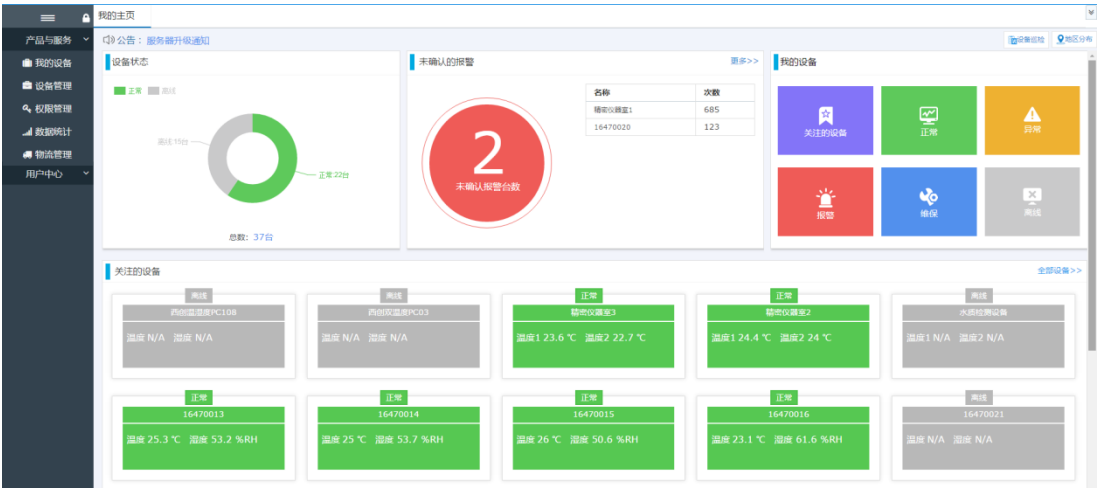 我的主页
产品与服务
我的设备
设备管理
权限管理
数据统计
物流管理
用户中心
公告： 服务器升级通知
设备巡检 地区分布
设备状态
正常 离线
离线:15台
正常:22台
总数: 37台
未确认的报警 更多>>
2
未确认报警台数
名称 次数
精密仪器室1 685
16470020 123
我的设备
关注的设备 正常 异常
报警 维保 离线
关注的设备 全部设备>>
离线
西创温湿度PC108
温度 N/A 湿度 N/A
离线
西创双温度PC03
温度 N/A 湿度 N/A
正常
精密仪器室3
温度1 23.6 ℃ 温度2 22.7 ℃
正常
精密仪器室2
温度1 24.4 ℃ 温度2 24 ℃
离线
水质检测设备
温度1 N/A 温度2 N/A
正常
16470013
温度 25.3 ℃ 湿度 53.2 %RH
正常
16470014
温度 25 ℃ 湿度 53.7 %RH
正常
16470015
温度 26 ℃ 湿度 50.6 %RH
正常
16470016
温度 23.1 ℃ 湿度 61.6 %RH
离线
16470021
温度 N/A 湿度 N/A